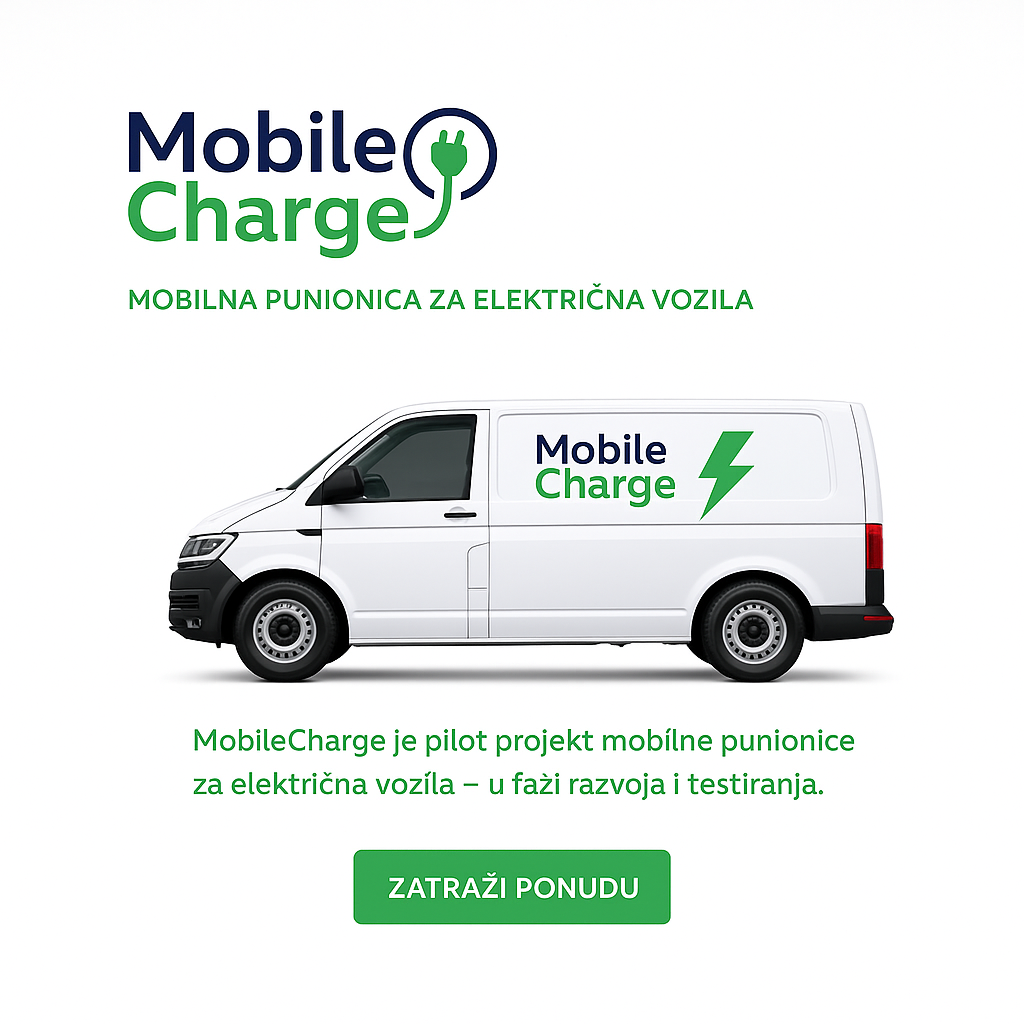 Mobile
Charge
MOBILNA PUNIONICA ZA ELEKTRIČNA VOZILA
Mobile
Charge
MobileCharge je pilot projekt mobílne punionice
za električna vozíla – u faži razvoja i testiranja.
ZATRAŽI PONUDU